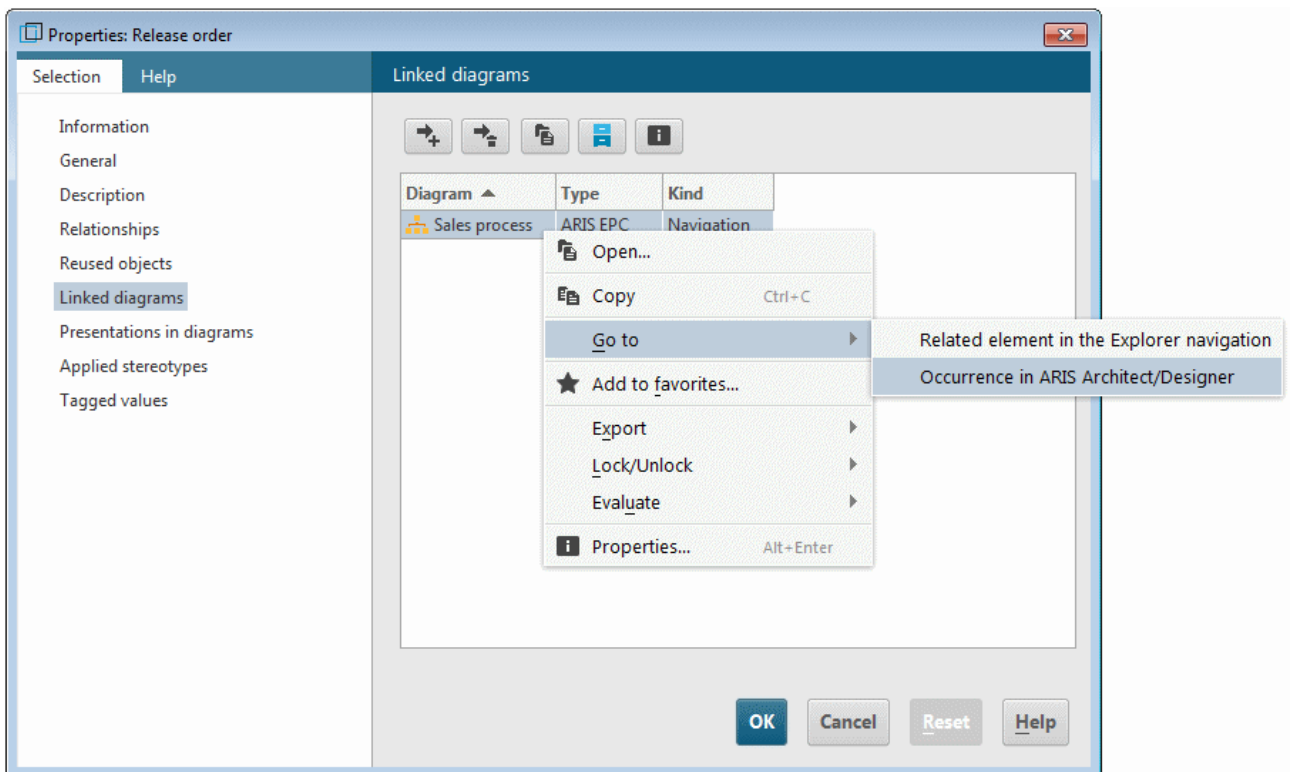 Properties: Release order
Selection Help
Linked diagrams
Information
General
Description
Relationships
Reused objects
Linked diagrams
Presentations in diagrams
Applied stereotypes
Tagged values
Diagram Type Kind
Sales process ARIS EPC Navigation
Open...
Copy Ctrl+C
Go to
Related element in the Explorer navigation
Occurrence in ARIS Architect/Designer
Add to favorites...
Export
Lock/Unlock
Evaluate
Properties... Alt+Enter
OK Cancel Reset Help